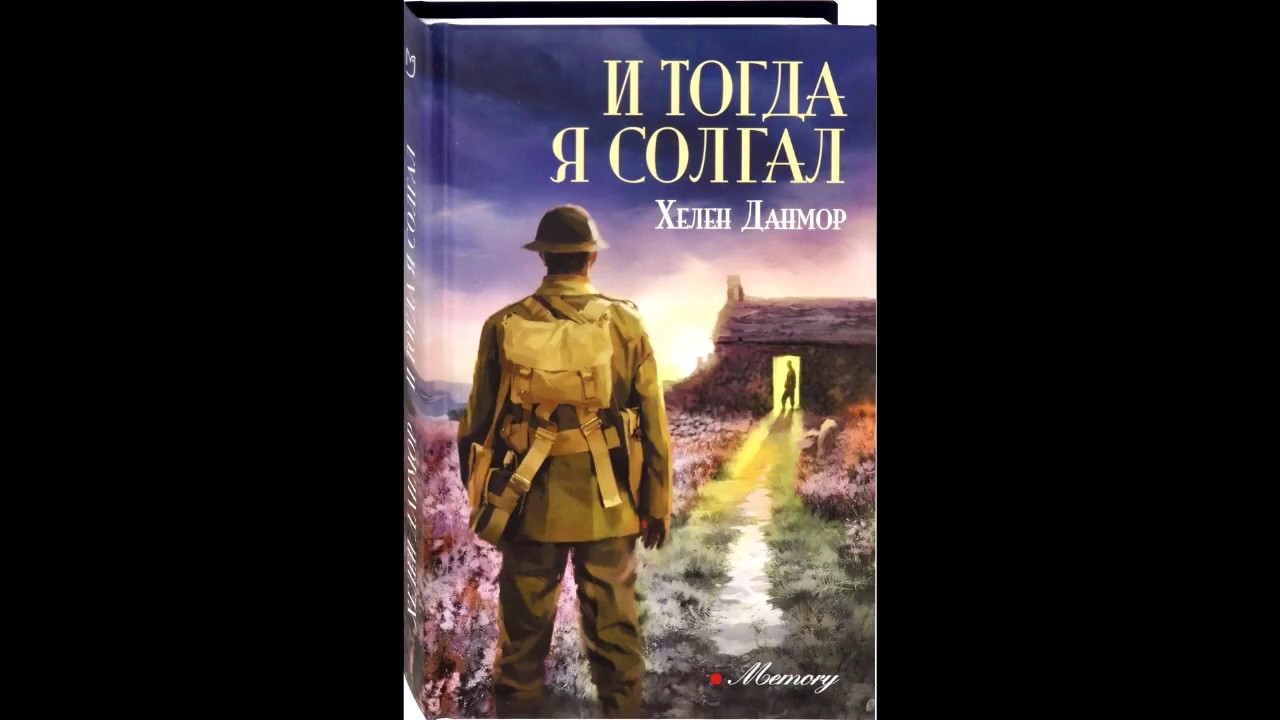 И ТОГДА
Я СОЛГАЛ
ХЕЛЕН ДАНМОР
Memory
ХЕЛЕН ДАНМОР И ТОГДА Я СОЛГАЛ